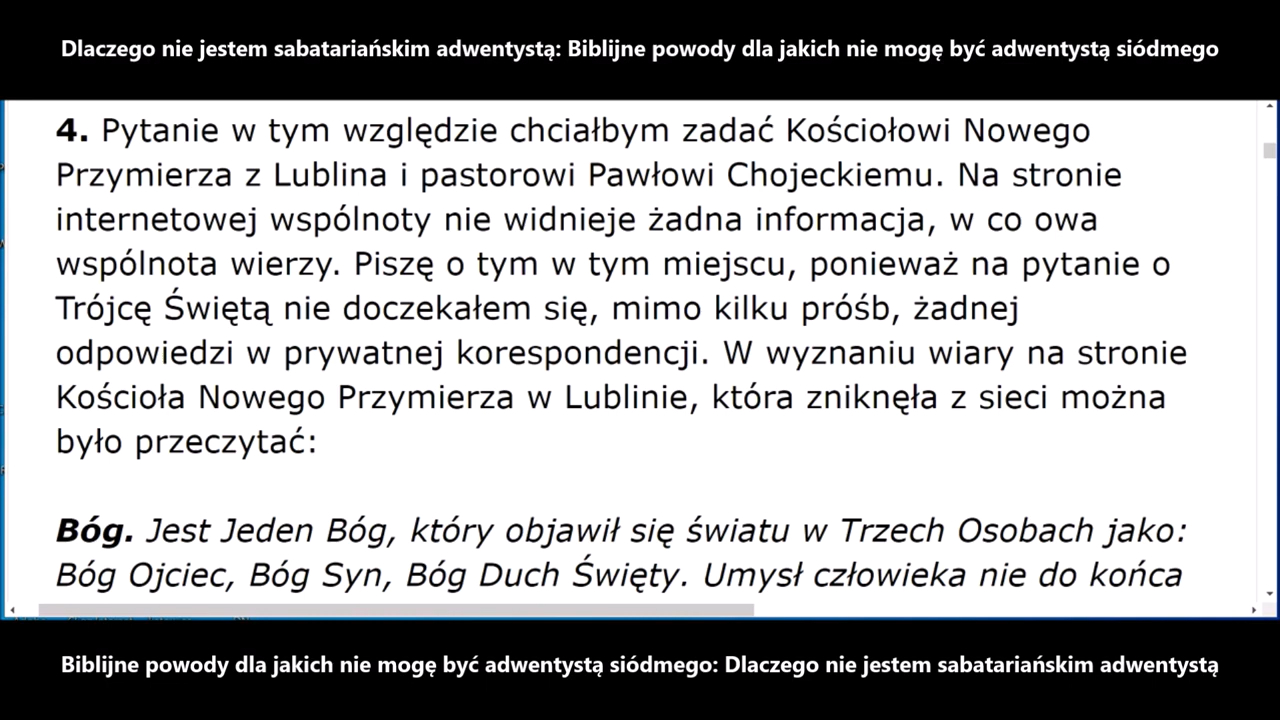 Dlaczego nie jestem sabatariańskim adwentystą: Biblijne powody dla jakich nie mogę być adwentystą siódmego
4. Pytanie w tym względzie chciałbym zadać Kościołowi Nowego
Przymierza z Lublina i pastorowi Pawłowi Chojeckiemu. Na stronie
internetowej wspólnoty nie widnieje żadna informacja, w co owa
wspólnota wierzy. Piszę o tym w tym miejscu, ponieważ na pytanie o
Trójcę Świętą nie doczekałem się, mimo kilku próśb, żadnej
odpowiedzi w prywatnej korespondencji. W wyznaniu wiary na stronie
Kościoła Nowego Przymierza w Lublinie, która zniknęła z sieci można
było przeczytać:
Bóg. Jest Jeden Bóg, który objawił się światu w Trzech Osobach jako:
Bóg Ojciec, Bóg Syn, Bóg Duch Święty. Umysł człowieka nie do końca
Biblijne powody dla jakich nie mogę być adwentystą siódmego: Dlaczego nie jestem sabatariańskim adwentystą